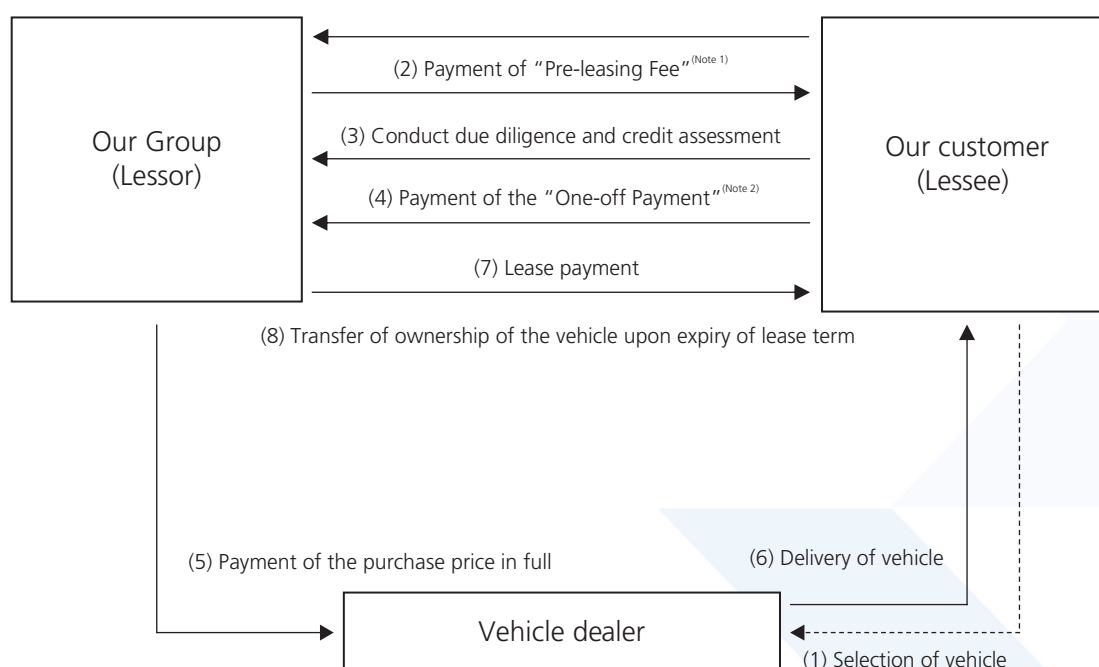 (2) Payment of “Pre-leasing Fee”(Note 1)
(3) Conduct due diligence and credit assessment
Our Group
(Lessor)
Our customer
(Lessee)
(4) Payment of the “One-off Payment”(Note 2)
(7) Lease payment
(8) Transfer of ownership of the vehicle upon expiry of lease term
(5) Payment of the purchase price in full
(6) Delivery of vehicle
Vehicle dealer
(1) Selection of vehicle